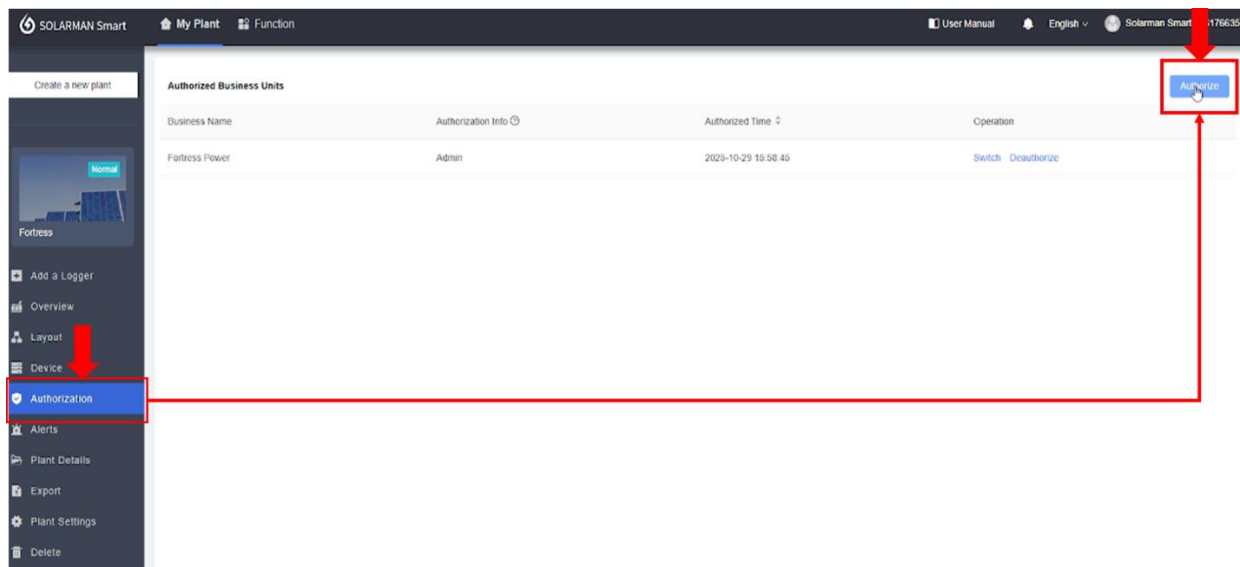 SOLARMAN Smart My Plant Function User Manual English Solarman Smart 176635
Create a new plant
Authorized Business Units Authorize
Business Name Authorization Info Authorized Time Operation
Fortress Power Admin 2025-10-29 15:58:45 Switch Deauthorize
Normal
Fortress
Add a Logger
Overview
Layout
Device
Authorization
Alerts
Plant Details
Export
Plant Settings
Delete